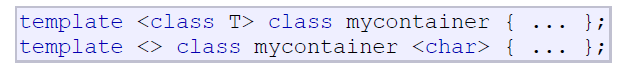 template <class T> class mycontainer { ... };
template <> class mycontainer <char> { ... };